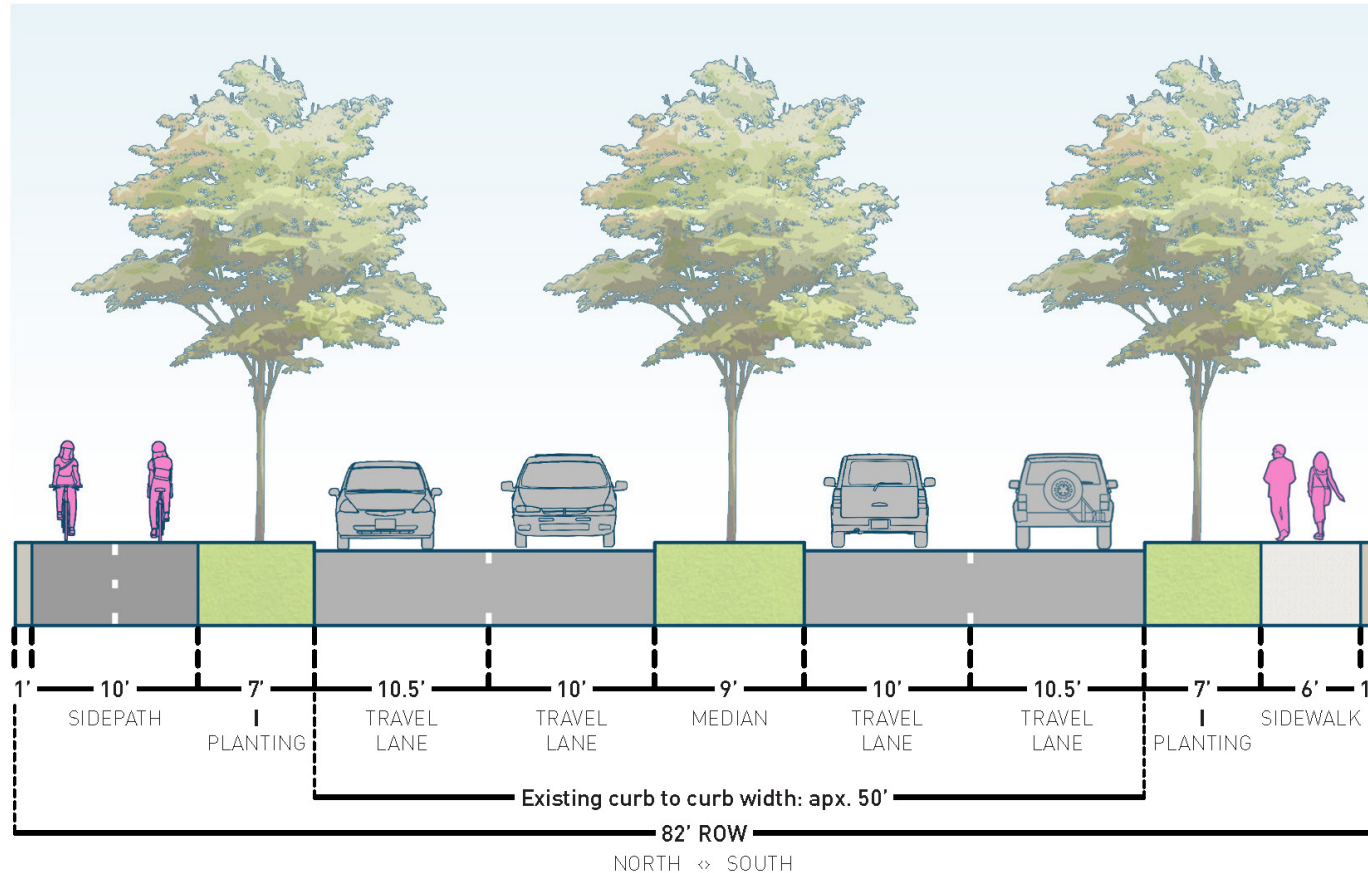 1' 10' 7' 10.5' 10' 9' 10' 10.5' 7' 6' 1
SIDEPATH
PLANTING
TRAVEL
LANE
TRAVEL
LANE
MEDIAN
TRAVEL
LANE
TRAVEL
LANE
PLANTING
SIDEWALK
Existing curb to curb width: apx. 50'
82' ROW
NORTH <> SOUTH